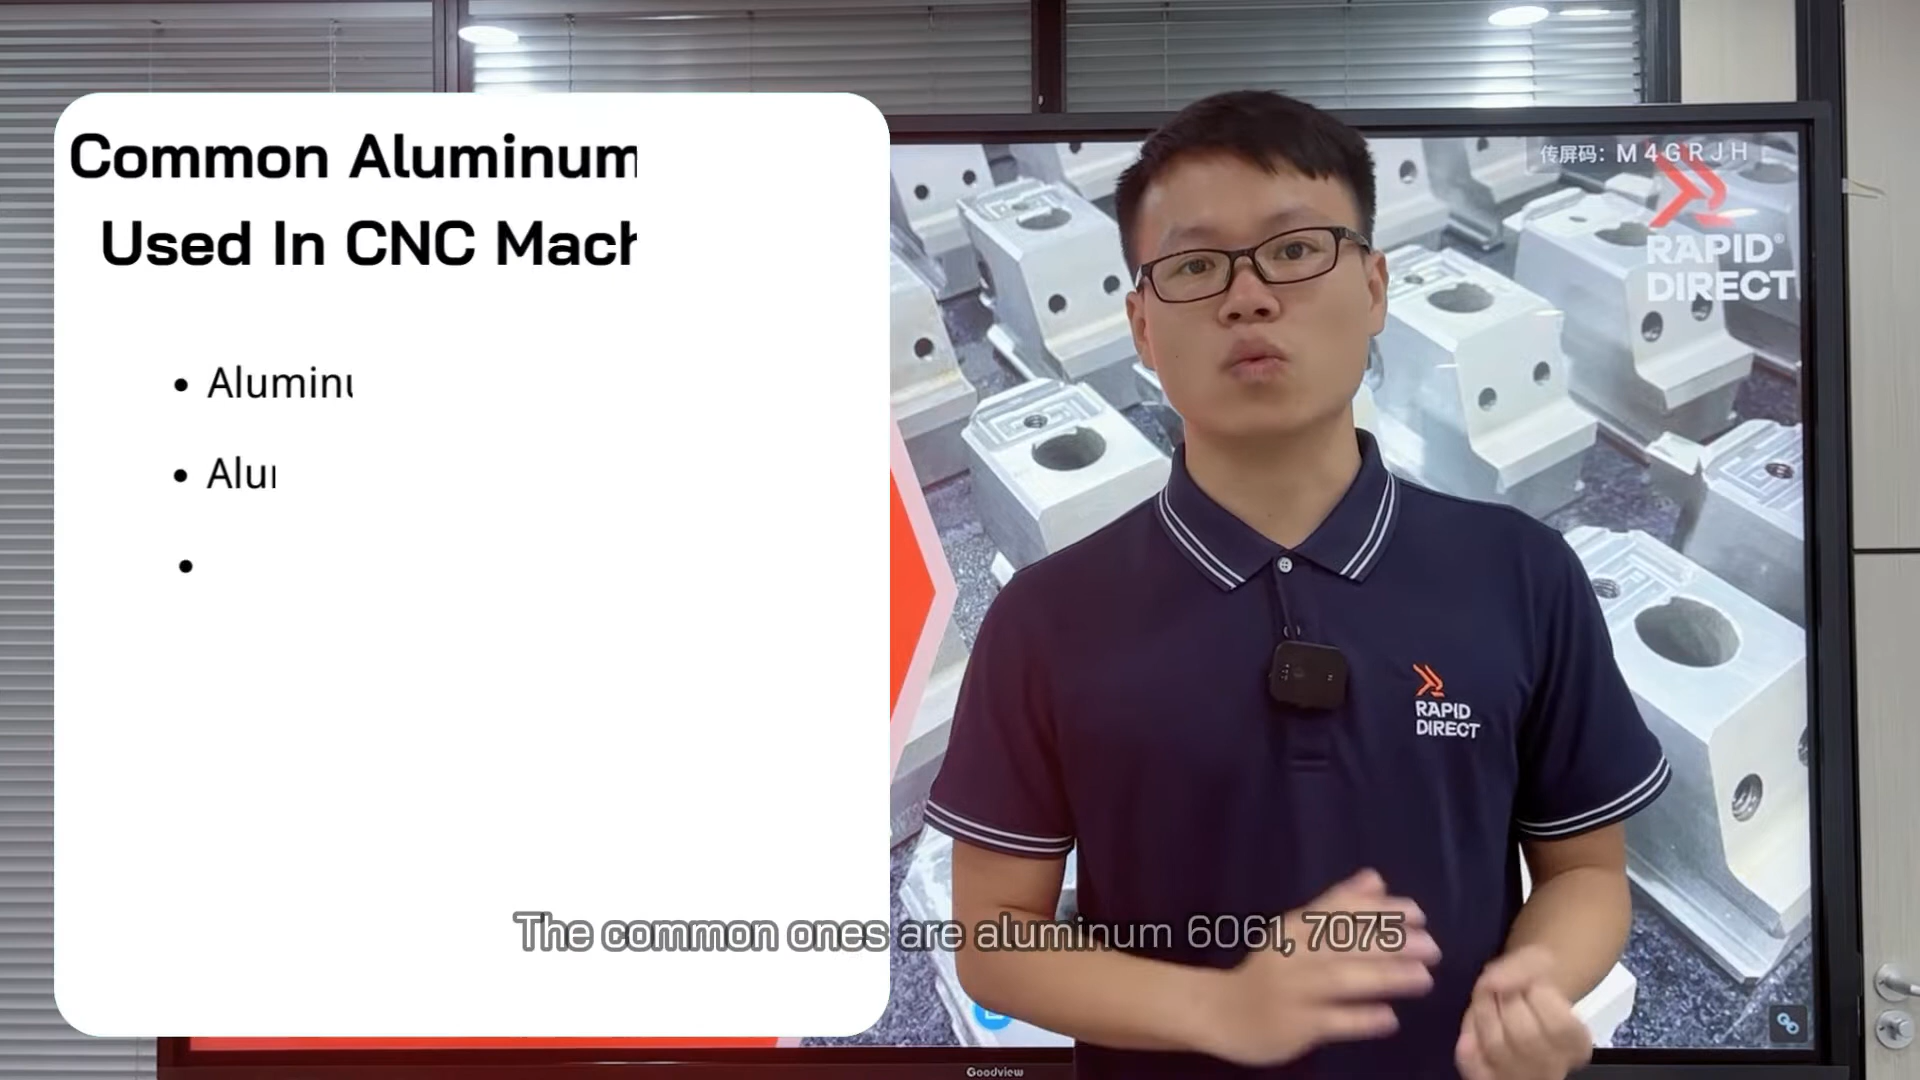 Common Aluminum
Used In CNC Mach
• Aluminu
• Alu
•
传屏码: M4GRJH
RAPID®
DIRECT
RAPID
DIRECT
The common ones are aluminum 6061, 7075
Goodview